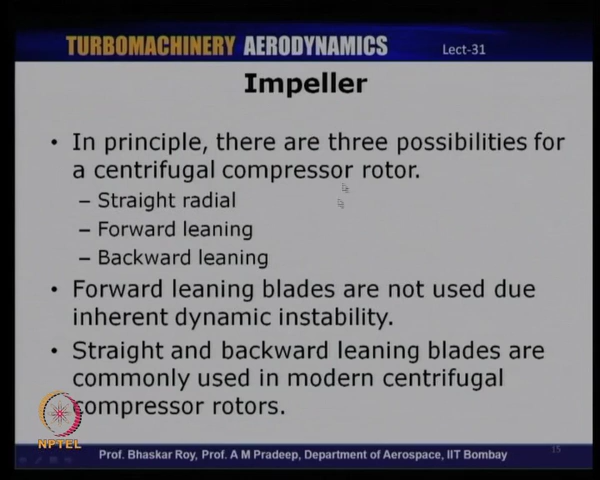 TURBOMACHINERY AERODYNAMICS Lect-31
Impeller
• In principle, there are three possibilities for
a centrifugal compressor rotor.
– Straight radial
– Forward leaning
– Backward leaning
• Forward leaning blades are not used due
inherent dynamic instability.
• Straight and backward leaning blades are
commonly used in modern centrifugal
compressor rotors.
NPTEL
Prof. Bhaskar Roy, Prof. A M Pradeep, Department of Aerospace, IIT Bombay
15